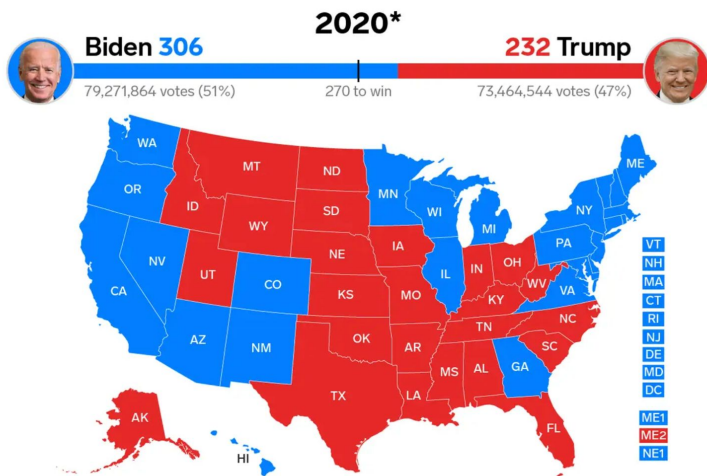 2020*
Biden 306
232 Trump
79,271,864 votes (51%)
270 to win
73,464,544 votes (47%)
WA
MT
ND
MN
ME
OR
ID
SD
WI
NY
WY
MI
IA
PA
NE
NV
UT
IL
IN
OH
CO
WV
CA
KS
MO
VA
KY
NC
AZ
OK
TN
NM
AR
SC
MS
AL
GA
TX
LA
FL
AK
HI
VT
NH
MA
CT
RI
NJ
DE
MD
DC
ME1
ME2
NE1